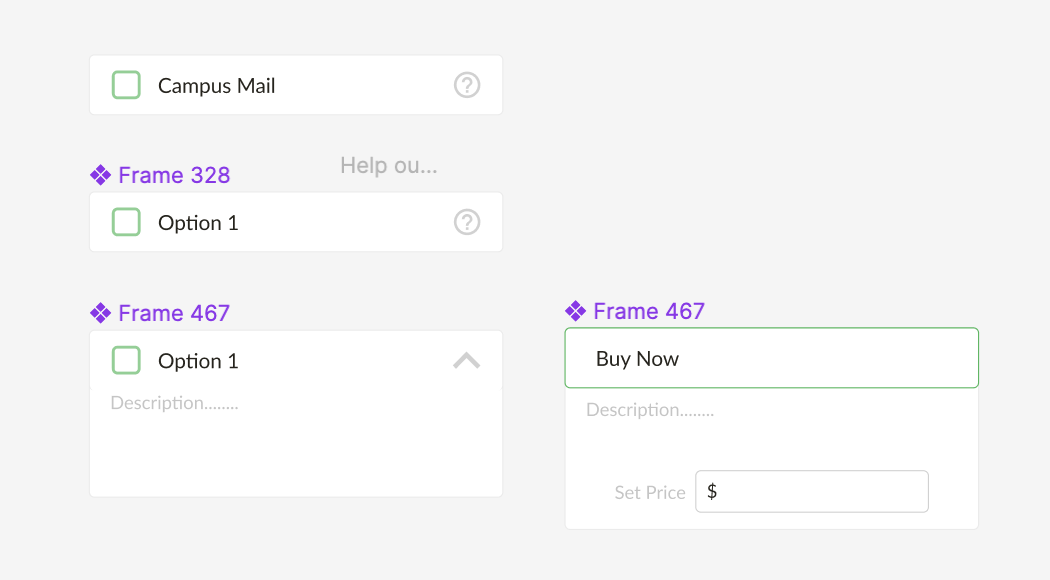 Campus Mail
Frame 328
Help ou...
Option 1
Frame 467
Option 1
Description........
Frame 467
Buy Now
Description........
Set Price
$